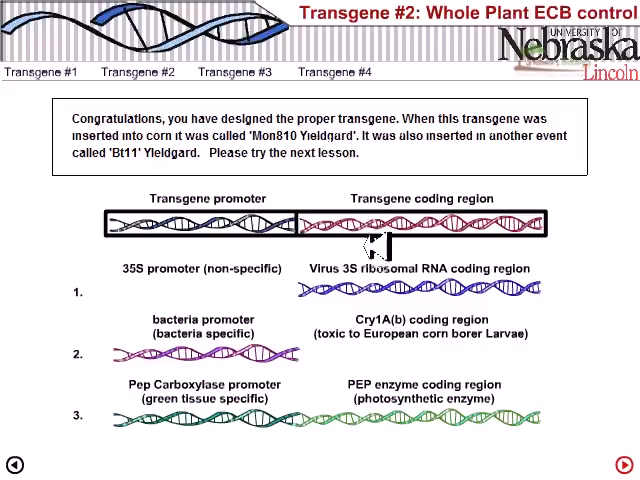 Transgene #2: Whole Plant ECB control
UNIVERSITY OF
Nebraska
Lincoln
Transgene #1 Transgene #2 Transgene #3 Transgene #4
Congratulations, you have designed the proper transgene. When this transgene was
inserted into corn it was called 'Mon810 Yieldgard'. It was also inserted in another event
called 'Bt11' Yieldgard. Please try the next lesson.
Transgene promoter Transgene coding region
35S promoter (non-specific) Virus 3S ribosomal RNA coding region
1.
bacteria promoter Cry1A(b) coding region
(bacteria specific) (toxic to European corn borer Larvae)
2.
Pep Carboxylase promoter PEP enzyme coding region
(green tissue specific) (photosynthetic enzyme)
3.